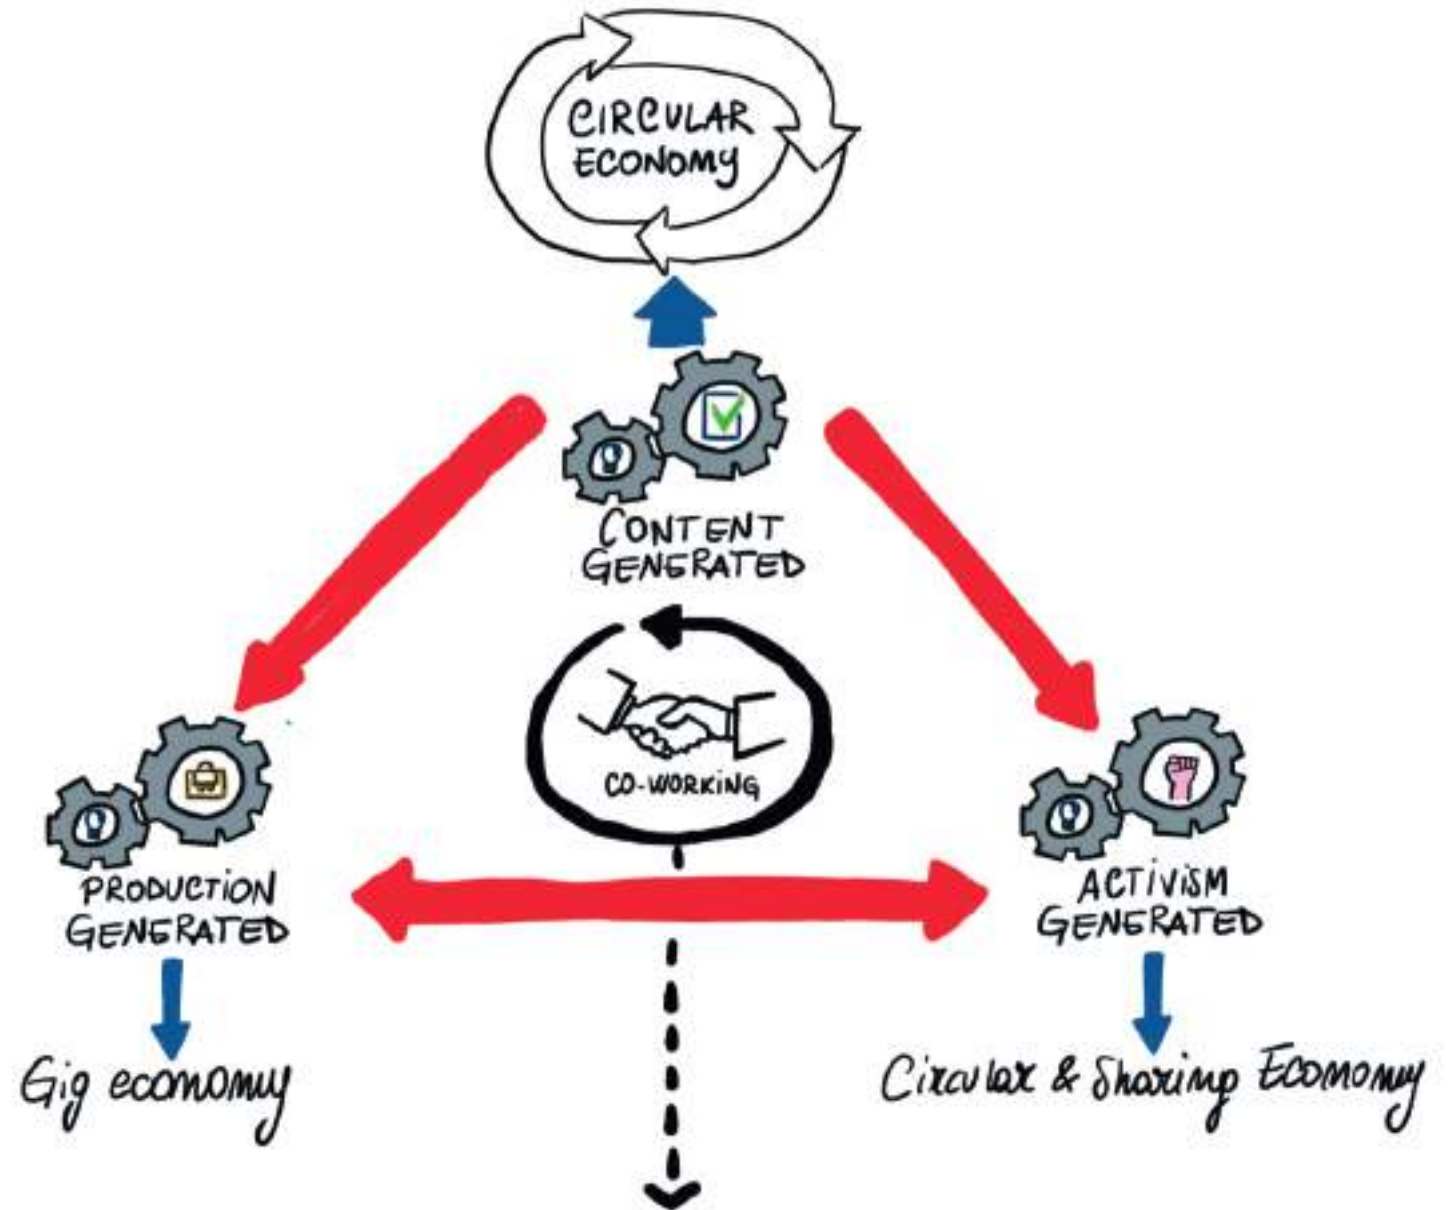 CIRCULAR
ECONOMY
CONTENT
GENERATED
CO-WORKING
PRODUCTION
GENERATED
ACTIVISM
GENERATED
Gig economy
Circular & Sharing Economy